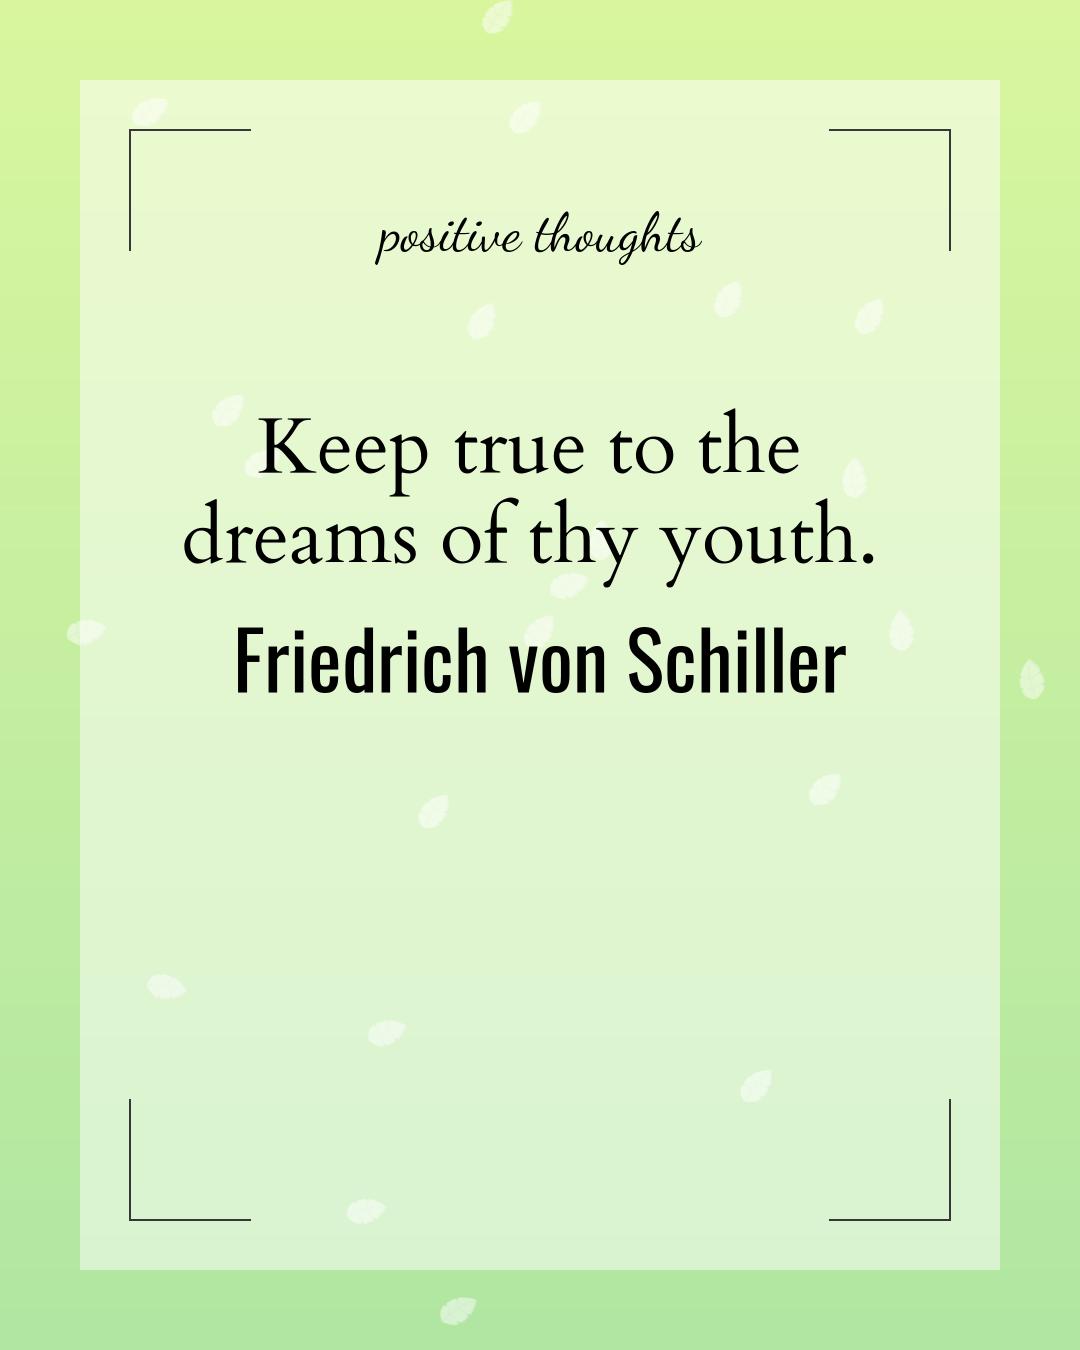 positive thoughts
Keep true to the
dreams of thy youth.
Friedrich von Schiller